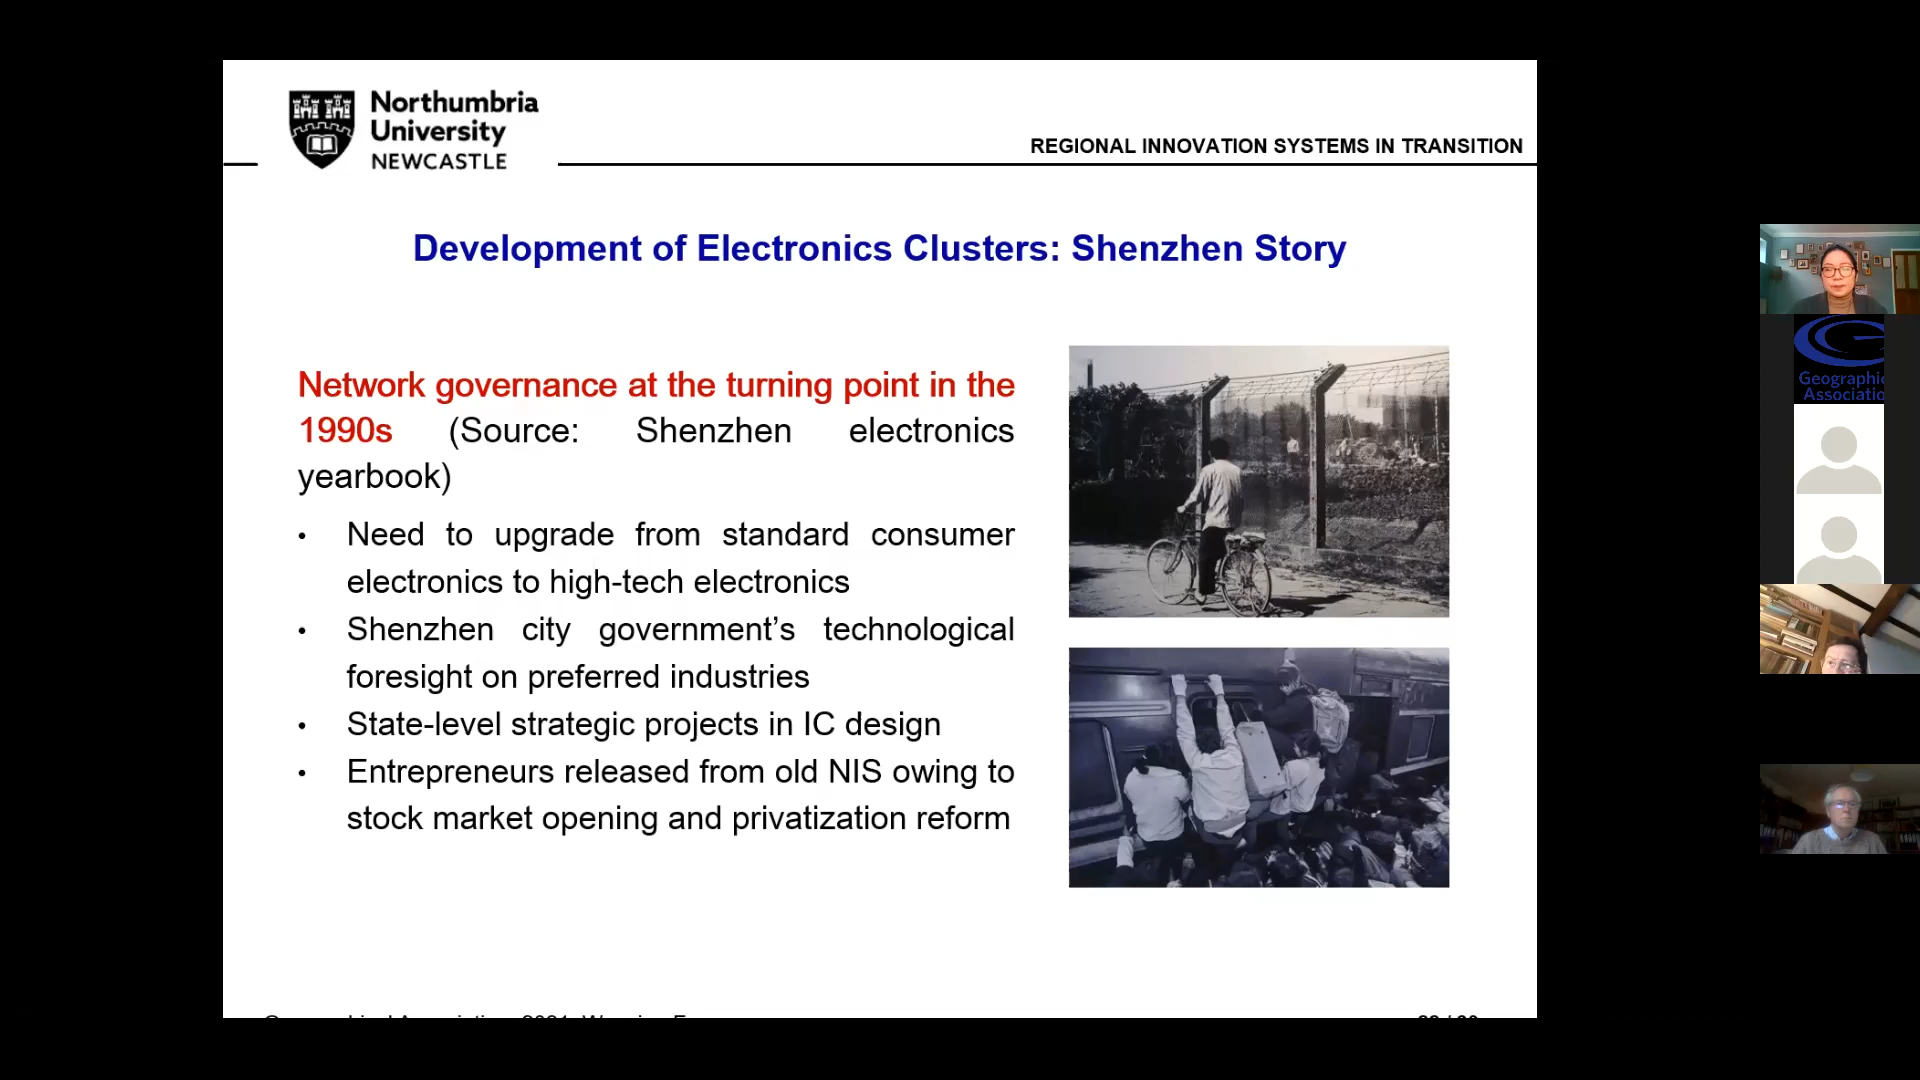 Northumbria
University
NEWCASTLE
REGIONAL INNOVATION SYSTEMS IN TRANSITION
Development of Electronics Clusters: Shenzhen Story
Network governance at the turning point in the
1990s (Source: Shenzhen electronics
yearbook)
• Need to upgrade from standard consumer
electronics to high-tech electronics
• Shenzhen city government’s technological
foresight on preferred industries
• State-level strategic projects in IC design
• Entrepreneurs released from old NIS owing to
stock market opening and privatization reform